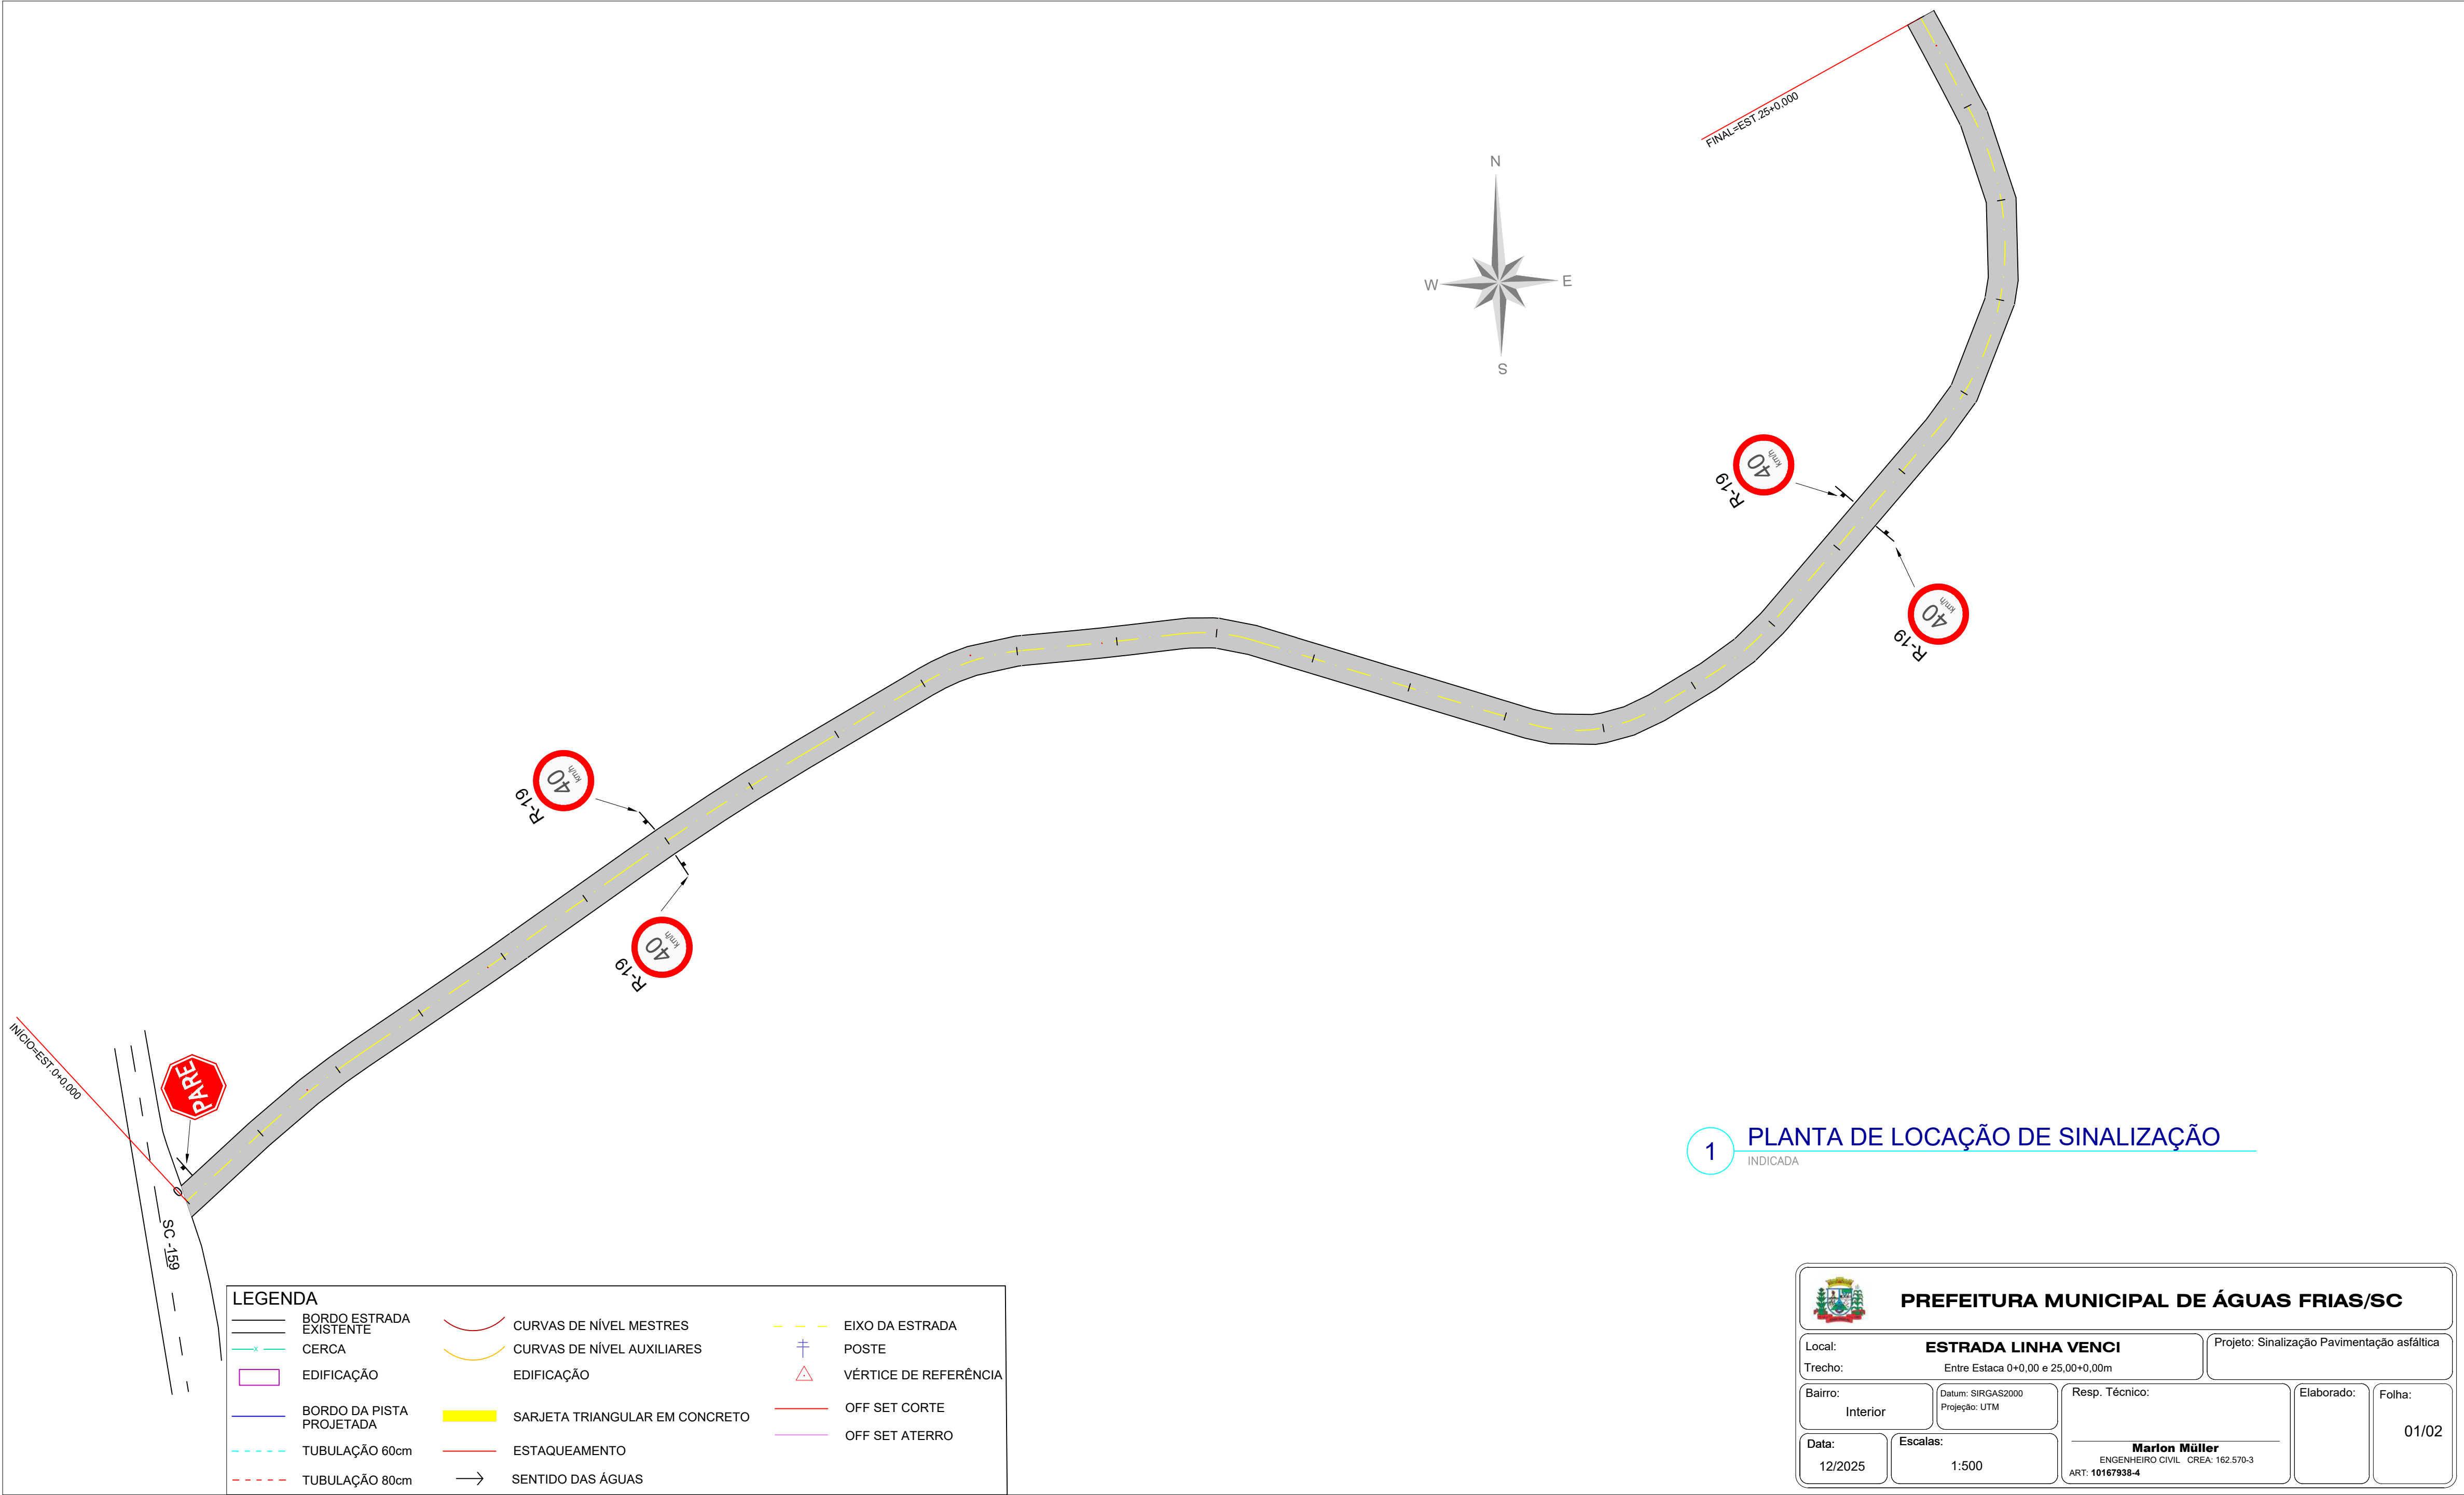 FINAL=EST.25+0,000
N
W
E
S
40
km/h
R-19
40
km/h
R-19
40
km/h
R-19
40
km/h
R-19
INÍCIO=EST.0+0,000
PARE
0
SC -159
1
PLANTA DE LOCAÇÃO DE SINALIZAÇÃO
INDICADA
LEGENDA
BORDO ESTRADA
EXISTENTE
x
CERCA
EDIFICAÇÃO
BORDO DA PISTA
PROJETADA
TUBULAÇÃO 60cm
TUBULAÇÃO 80cm
CURVAS DE NÍVEL MESTRES
CURVAS DE NÍVEL AUXILIARES
EDIFICAÇÃO
SARJETA TRIANGULAR EM CONCRETO
ESTAQUEAMENTO
SENTIDO DAS ÁGUAS
EIXO DA ESTRADA
POSTE
VÉRTICE DE REFERÊNCIA
OFF SET CORTE
OFF SET ATERRO
PREFEITURA MUNICIPAL DE ÁGUAS FRIAS/SC
Local: ESTRADA LINHA VENCI
Trecho: Entre Estaca 0+0,00 e 25,00+0,00m
Projeto: Sinalização Pavimentação asfáltica
Bairro:
Interior
Datum: SIRGAS2000
Projeção: UTM
Resp. Técnico:
Marlon Müller
ENGENHEIRO CIVIL CREA: 162.570-3
ART: 10167938-4
Elaborado:
Folha:
01/02
Data:
12/2025
Escalas:
1:500